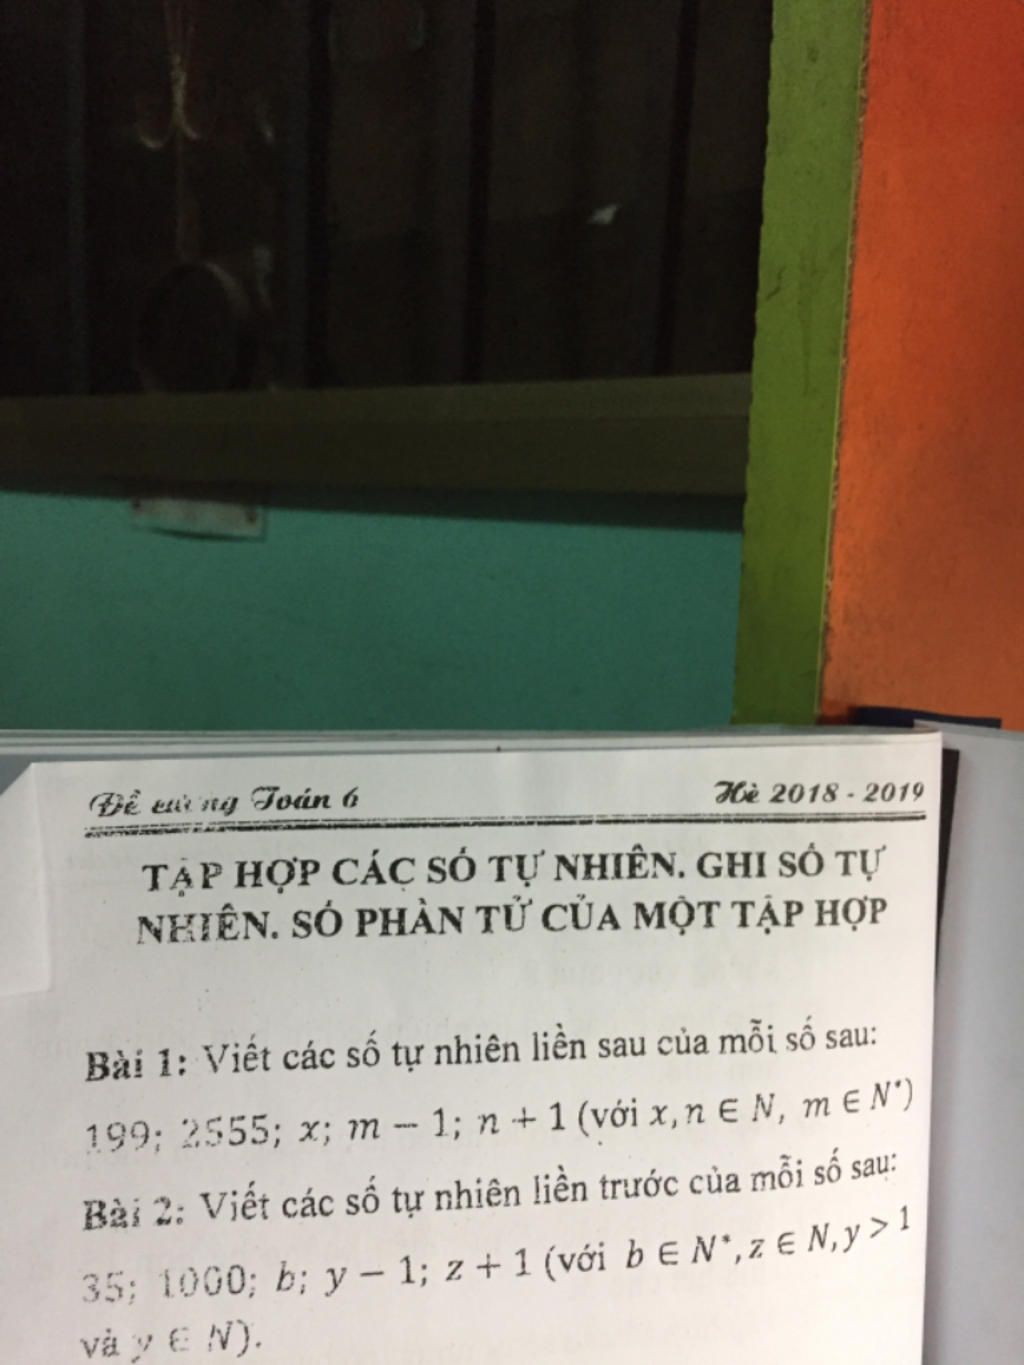 Đề cương Toán 6 Hè 2018 - 2019
TẬP HỢP CÁC SỐ TỰ NHIÊN. GHI SỐ TỰ
NHIÊN. SỐ PHẦN TỬ CỦA MỘT TẬP HỢP
Bài 1: Viết các số tự nhiên liền sau của mỗi số sau:
199; 2555; x; m − 1; n + 1 (với x, n ∈ N, m ∈ N*)
Bài 2: Viết các số tự nhiên liền trước của mỗi số sau:
35; 1000; b; y − 1; z + 1 (với b ∈ N*, z ∈ N, y > 1
và y ∈ N).